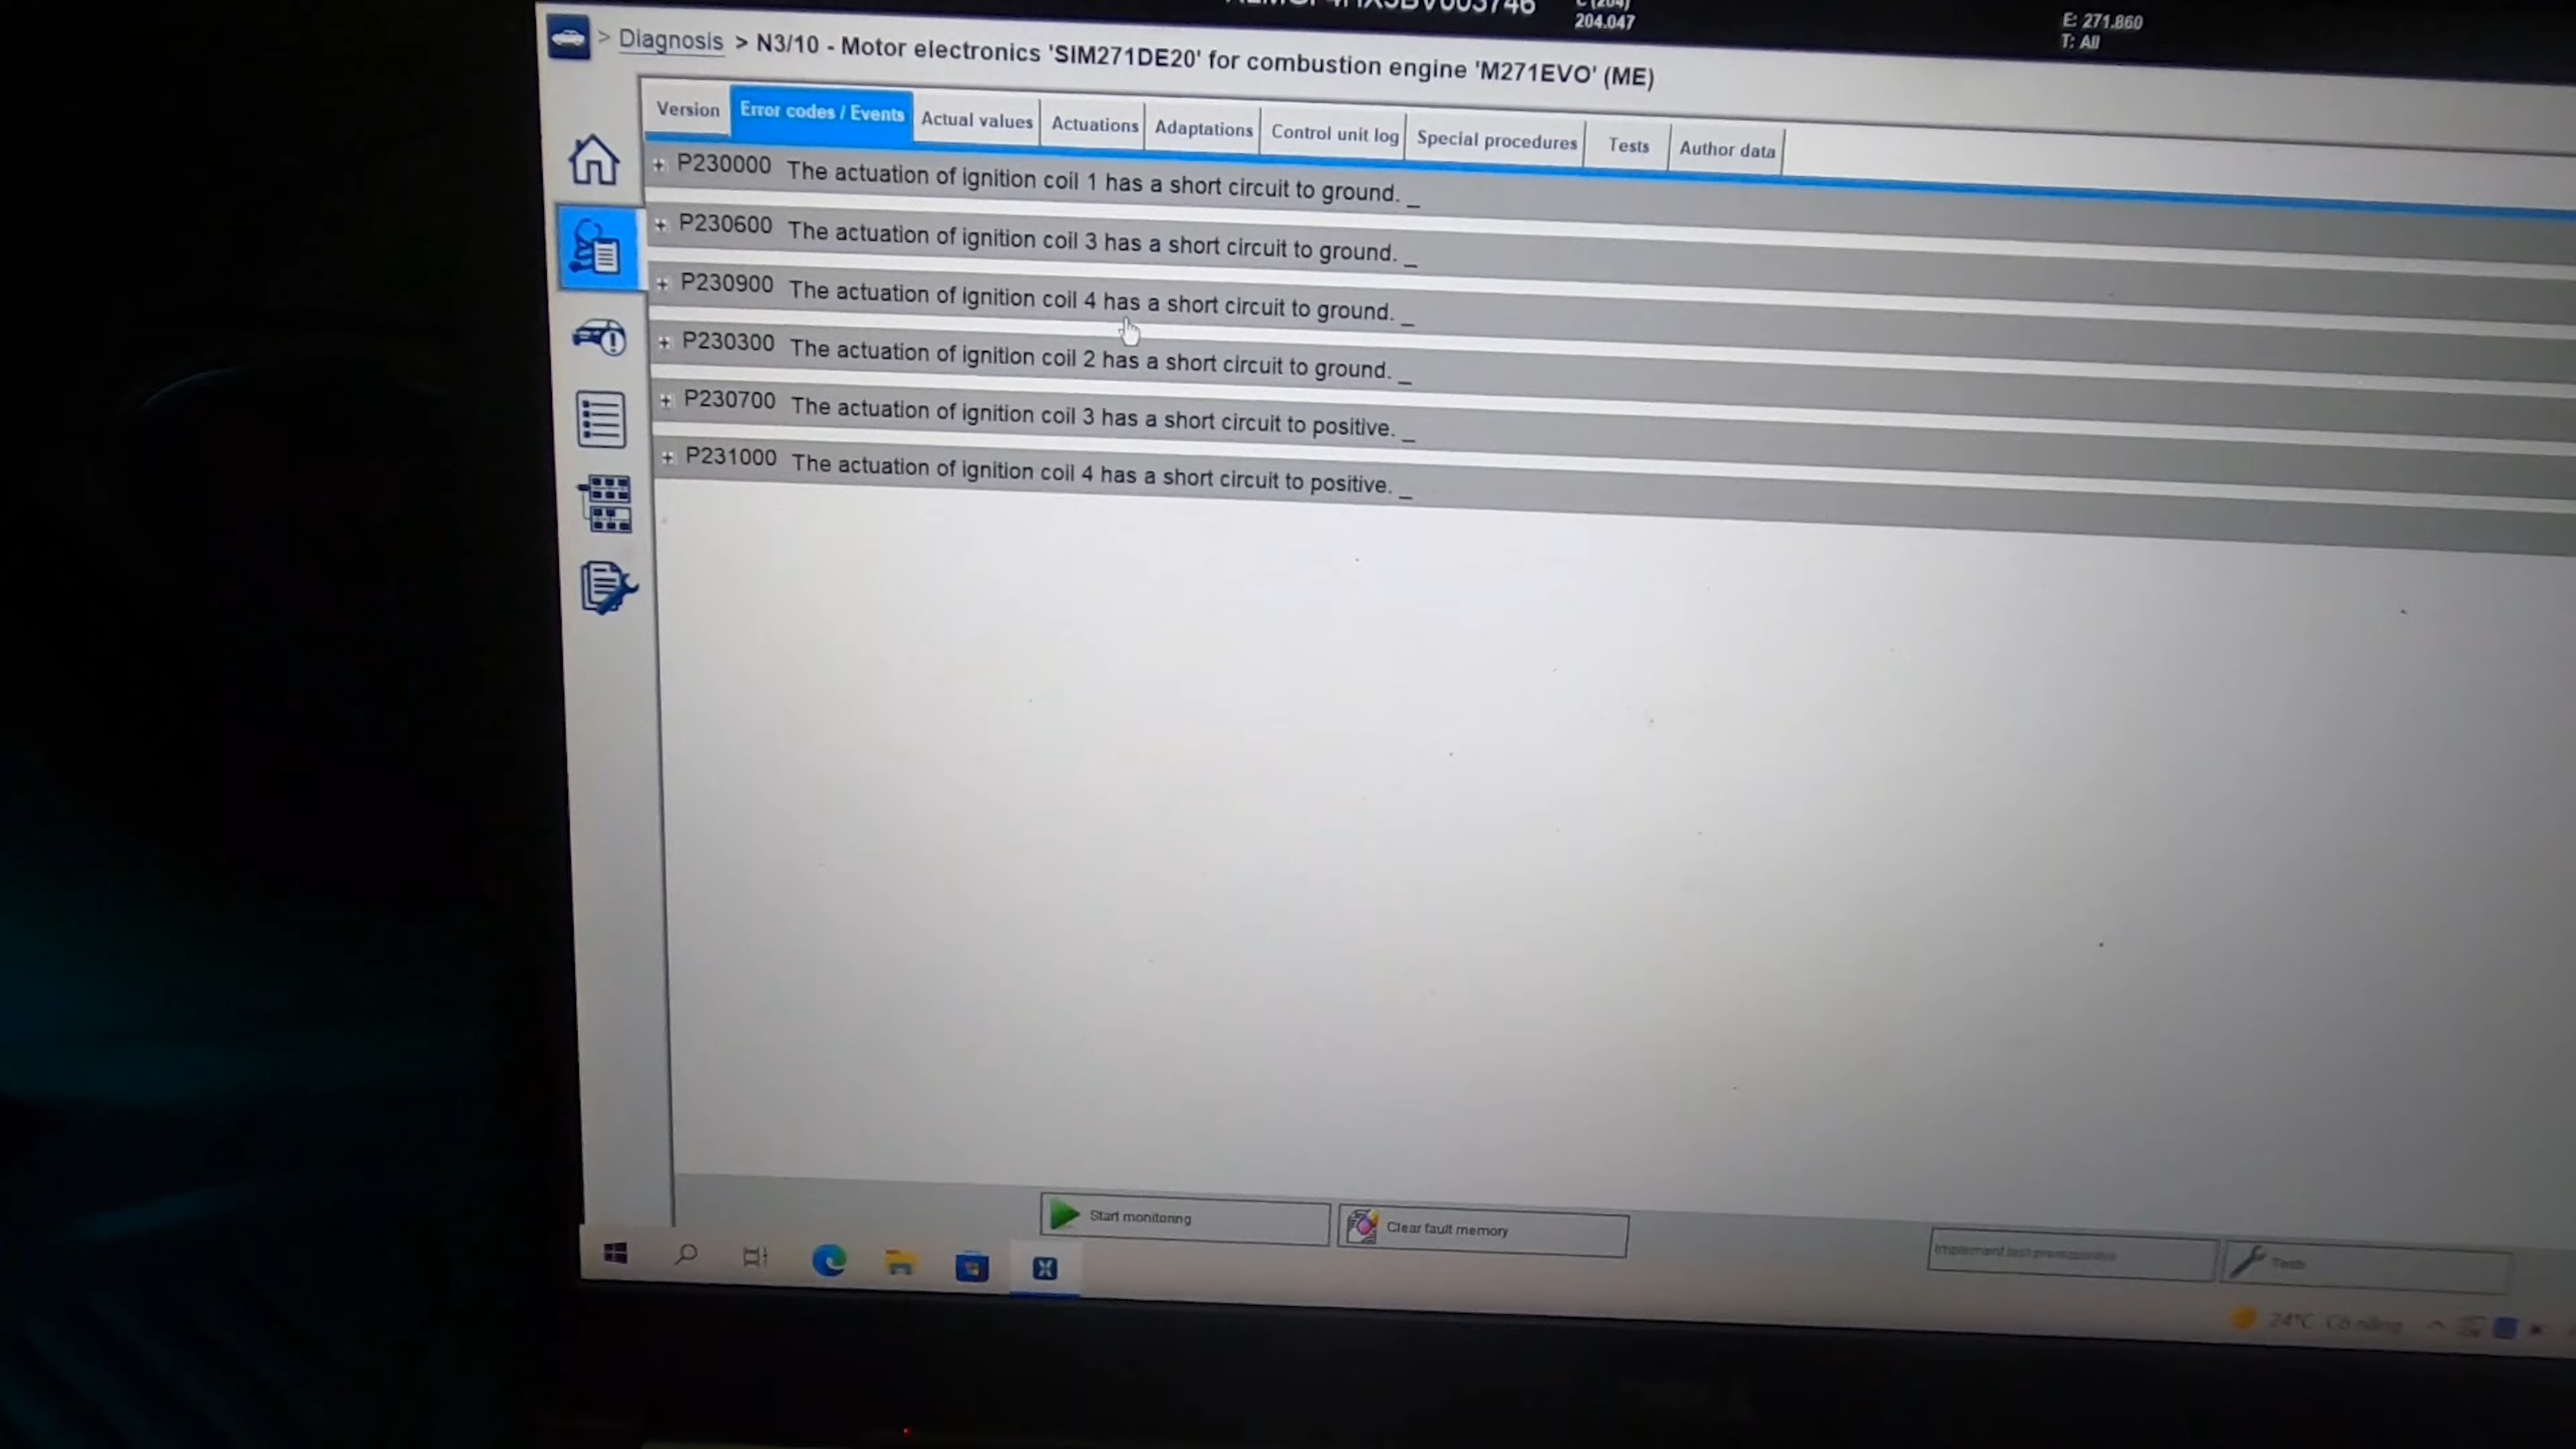 C (204)
204.047
E: 271.860
T: All
> Diagnosis > N3/10 - Motor electronics 'SIM271DE20' for combustion engine 'M271EVO' (ME)
Version Error codes / Events Actual values Actuations Adaptations Control unit log Special procedures Tests Author data
+ P230000 The actuation of ignition coil 1 has a short circuit to ground. _
+ P230600 The actuation of ignition coil 3 has a short circuit to ground. _
+ P230900 The actuation of ignition coil 4 has a short circuit to ground. _
+ P230300 The actuation of ignition coil 2 has a short circuit to ground. _
+ P230700 The actuation of ignition coil 3 has a short circuit to positive. _
+ P231000 The actuation of ignition coil 4 has a short circuit to positive. _
Start monitoring Clear fault memory
Tests
24°C Có nắng